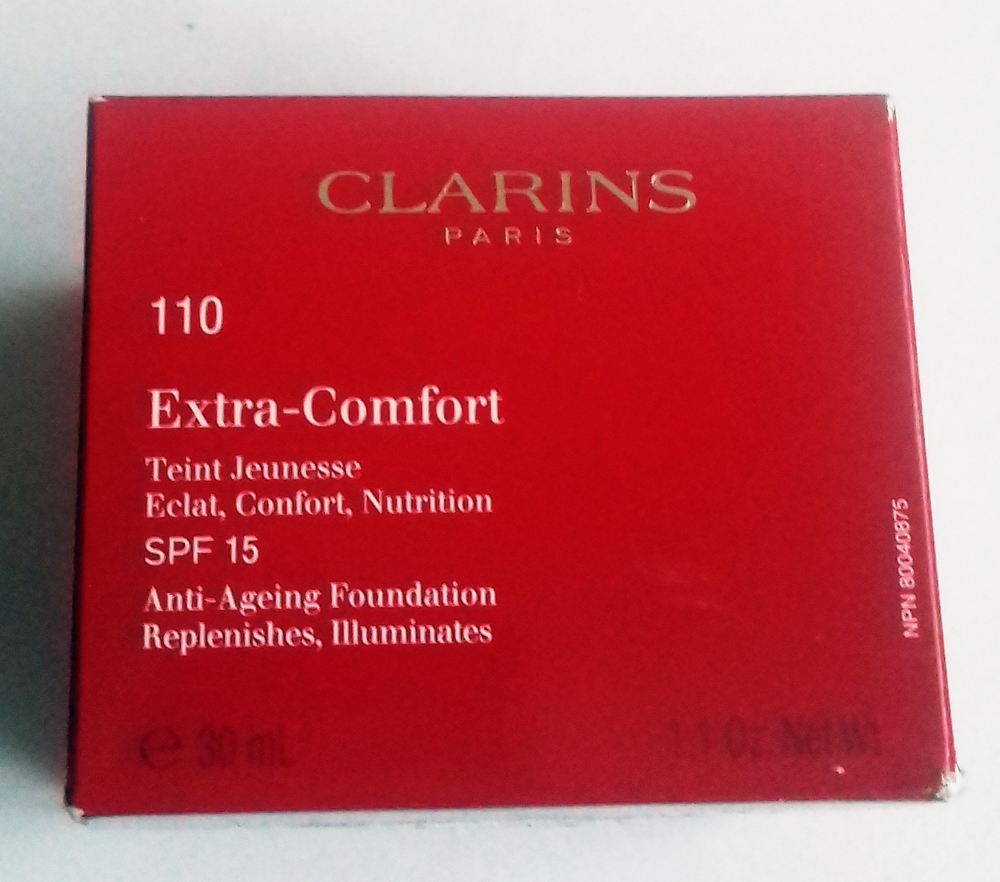 CLARINS
PARIS
110
Extra-Comfort
Teint Jeunesse
Eclat, Confort, Nutrition
SPF 15
Anti-Ageing Foundation
Replenishes, Illuminates
NPN 80040875
e 30 mL
1.1 Oz. Net Wt.